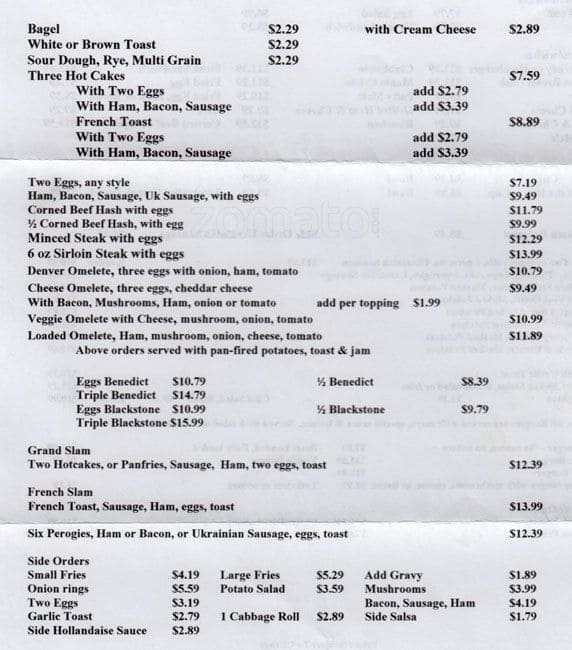 Bagel $2.29 with Cream Cheese $2.89
White or Brown Toast $2.29
Sour Dough, Rye, Multi Grain $2.29
Three Hot Cakes $7.59
With Two Eggs add $2.79
With Ham, Bacon, Sausage add $3.39
French Toast $8.89
With Two Eggs add $2.79
With Ham, Bacon, Sausage add $3.39
Two Eggs, any style $7.19
Ham, Bacon, Sausage, Uk Sausage, with eggs $9.49
Corned Beef Hash with eggs $11.79
½ Corned Beef Hash, with egg $9.99
zomato
Minced Steak with eggs $12.29
6 oz Sirloin Steak with eggs $13.99
Denver Omelete, three eggs with onion, ham, tomato $10.79
Cheese Omelete, three eggs, cheddar cheese $9.49
With Bacon, Mushrooms, Ham, onion or tomato add per topping $1.99
Veggie Omelete with Cheese, mushroom, onion, tomato $10.99
Loaded Omelete, Ham, mushroom, onion, cheese, tomato $11.89
Above orders served with pan-fired potatoes, toast & jam
Eggs Benedict $10.79 ½ Benedict $8.39
Triple Benedict $14.79
Eggs Blackstone $10.99 ½ Blackstone $9.79
Triple Blackstone $15.99
Grand Slam
Two Hotcakes, or Panfries, Sausage, Ham, two eggs, toast $12.39
French Slam
French Toast, Sausage, Ham, eggs, toast $13.99
Six Perogies, Ham or Bacon, or Ukrainian Sausage, eggs, toast $12.39
Side Orders
Small Fries $4.19 Large Fries $5.29 Add Gravy $1.89
Onion rings $5.59 Potato Salad $3.59 Mushrooms $3.99
Two Eggs $3.19 Bacon, Sausage, Ham $4.19
Garlic Toast $2.79 1 Cabbage Roll $2.89 Side Salsa $1.79
Side Hollandaise Sauce $2.89